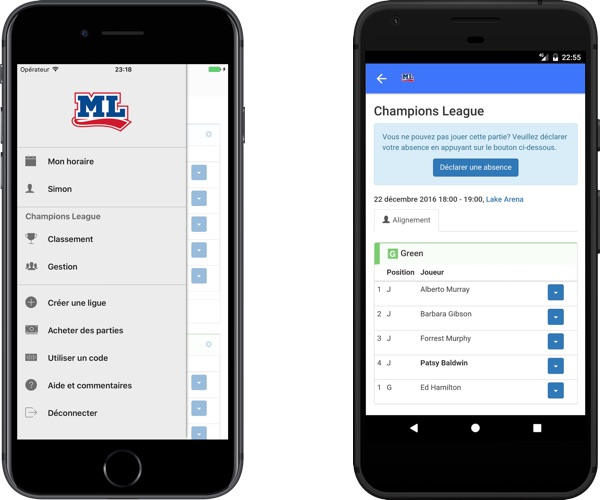 Opérateur 23:18
ML
Mon horaire
Simon
Champions League
Classement
Gestion
Créer une ligue
Acheter des parties
Utiliser un code
Aide et commentaires
Déconnecter
4G 22:55
ML
Champions League
Vous ne pouvez pas jouer cette partie? Veuillez déclarer
votre absence en appuyant sur le bouton ci-dessous.
Déclarer une absence
22 décembre 2016 18:00 - 19:00, Lake Arena
Alignement
G Green
Position Joueur
1 J Alberto Murray
2 J Barbara Gibson
3 J Forrest Murphy
4 J Patsy Baldwin
1 G Ed Hamilton